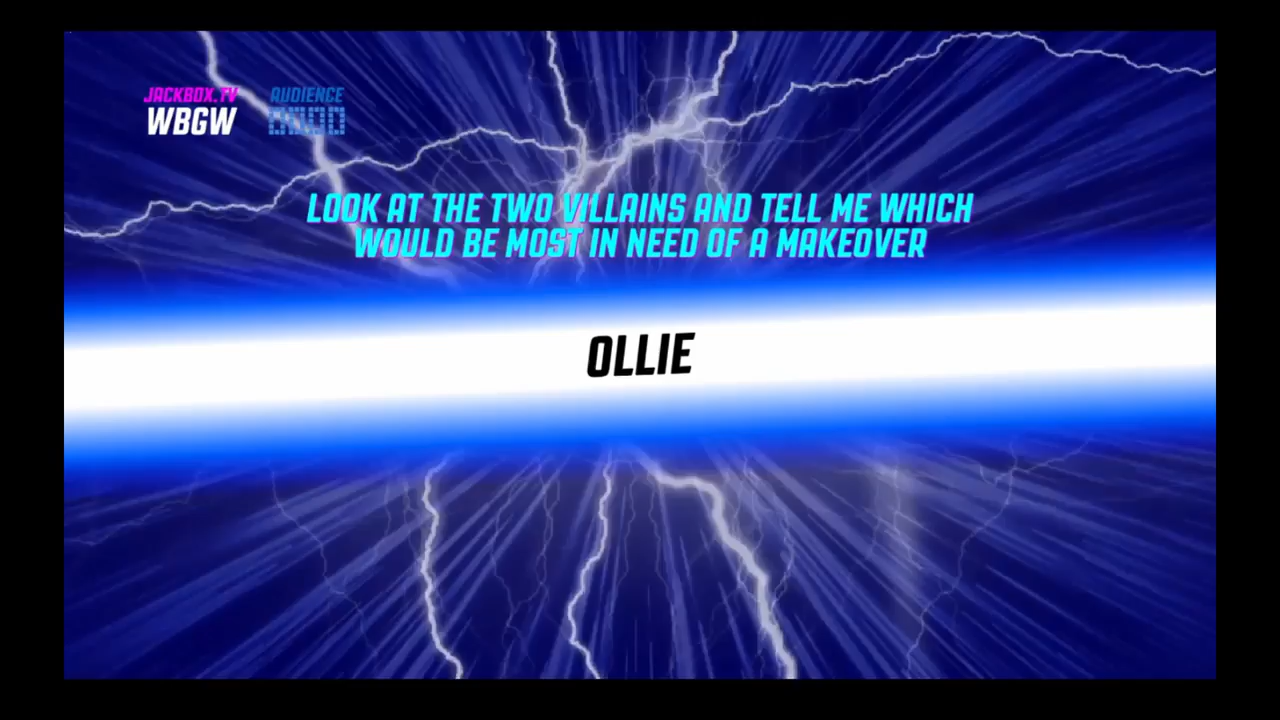 JACKBOX.TV
WBGW
AUDIENCE
LOOK AT THE TWO VILLAINS AND TELL ME WHICH
WOULD BE MOST IN NEED OF A MAKEOVER
OLLIE